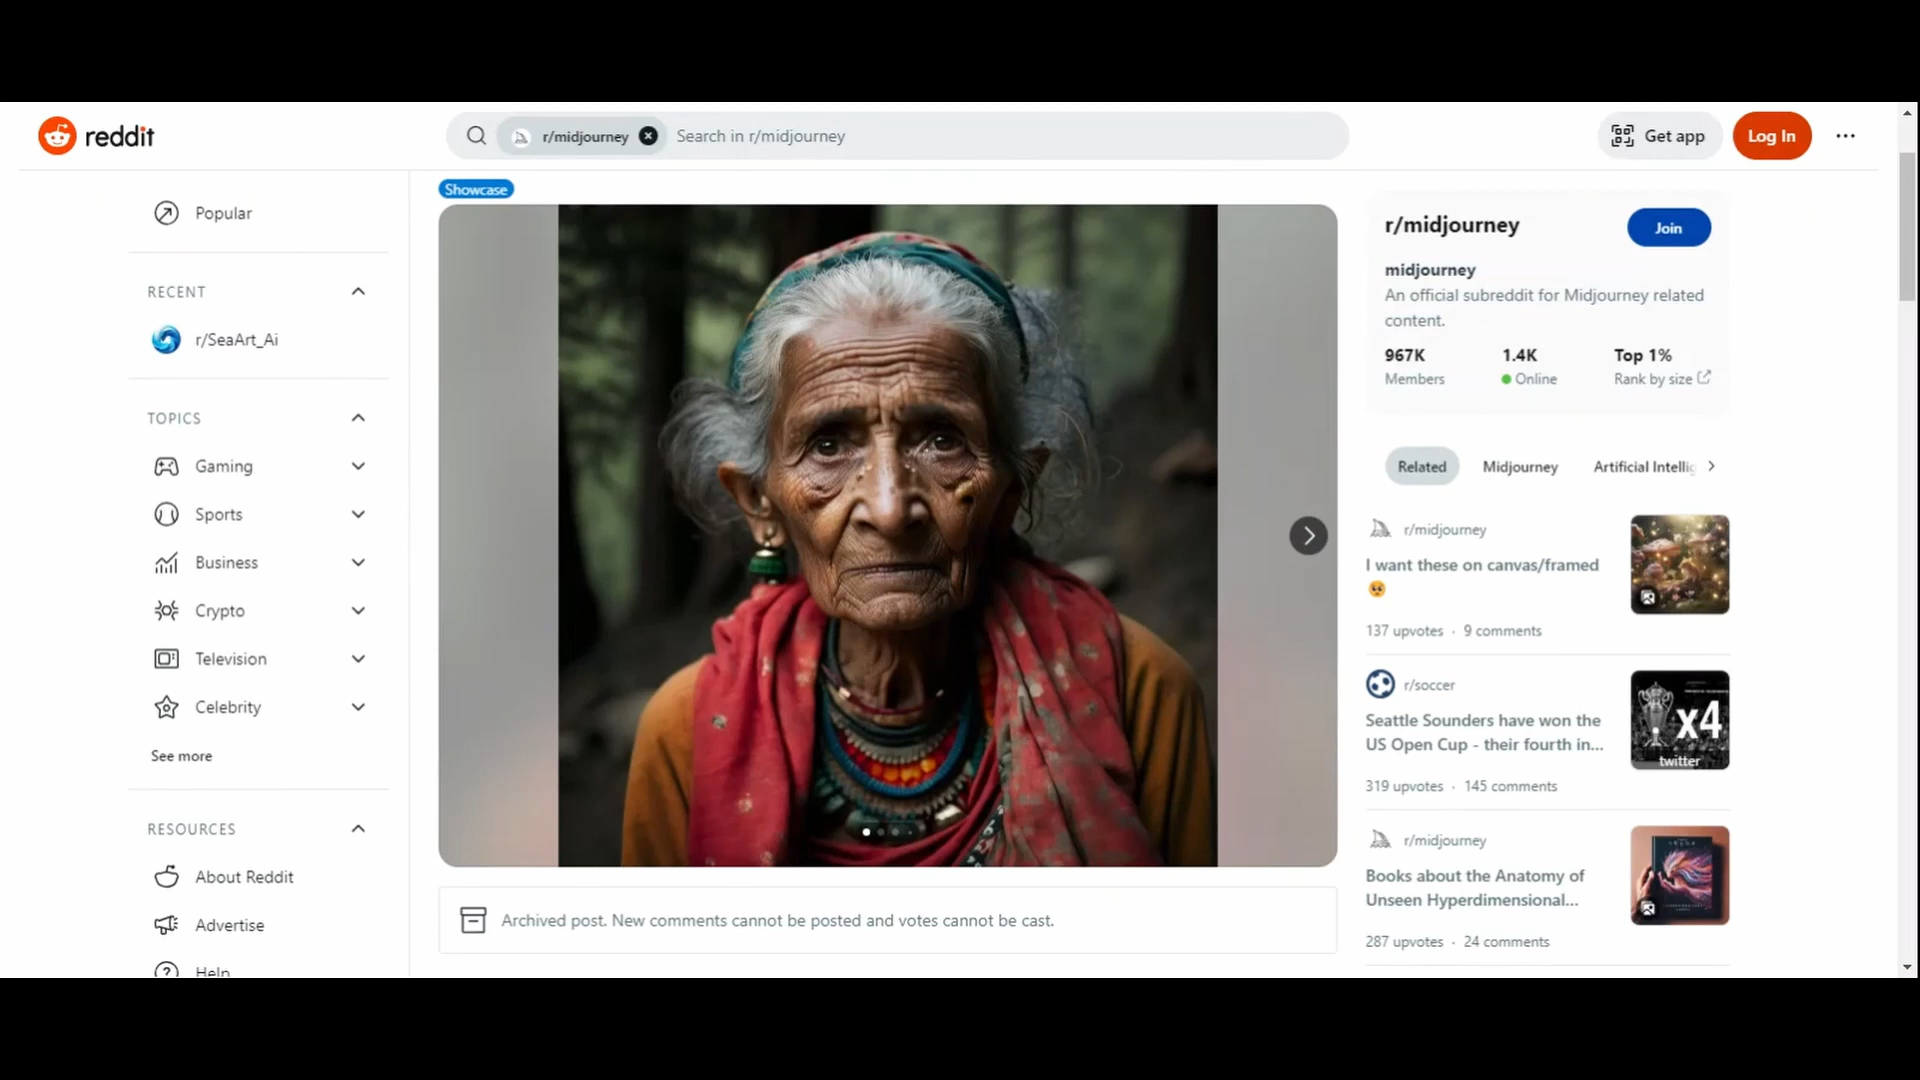 reddit
r/midjourney
Search in r/midjourney
Get app
Log In
Popular
RECENT
r/SeaArt_Ai
TOPICS
Gaming
Sports
Business
Crypto
Television
Celebrity
See more
RESOURCES
About Reddit
Advertise
Help
Showcase
Archived post. New comments cannot be posted and votes cannot be cast.
r/midjourney
Join
midjourney
An official subreddit for Midjourney related
content.
967K 1.4K Top 1%
Members Online Rank by size
Related Midjourney Artificial Intellig
r/midjourney
I want these on canvas/framed
137 upvotes · 9 comments
r/soccer
Seattle Sounders have won the
US Open Cup - their fourth in...
x4
twitter
319 upvotes · 145 comments
r/midjourney
Books about the Anatomy of
Unseen Hyperdimensional...
287 upvotes · 24 comments